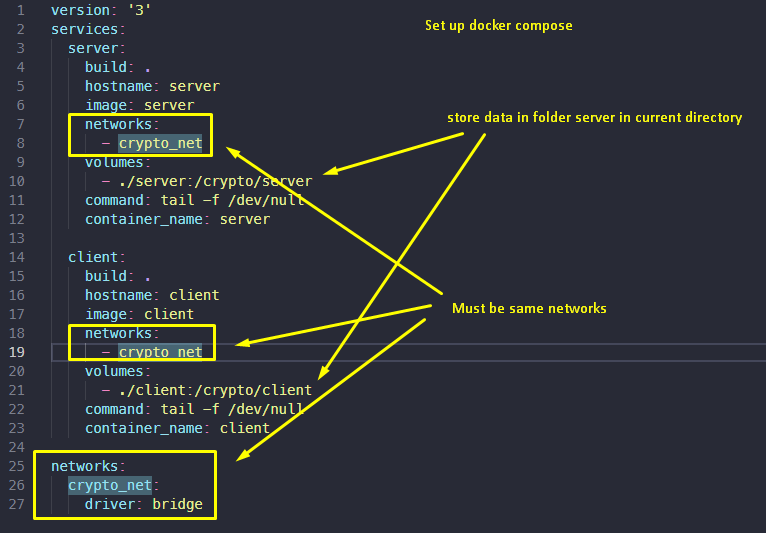 1 version: '3'
Set up docker compose
2 services:
3 server:
4 build: .
5 hostname: server
6 image: server
7 networks:
store data in folder server in current directory
8 - crypto_net
9 volumes:
10 - ./server:/crypto/server
11 command: tail -f /dev/null
12 container_name: server
13
14 client:
15 build: .
16 hostname: client
17 image: client
Must be same networks
18 networks:
19 - crypto_net
20 volumes:
21 - ./client:/crypto/client
22 command: tail -f /dev/null
23 container_name: client
24
25 networks:
26 crypto_net:
27 driver: bridge